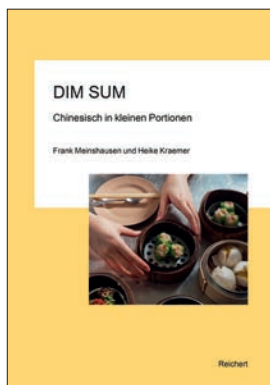 DIM SUM
Chinesisch in kleinen Portionen
Frank Meinshausen und Heike Kraemer
Reichert